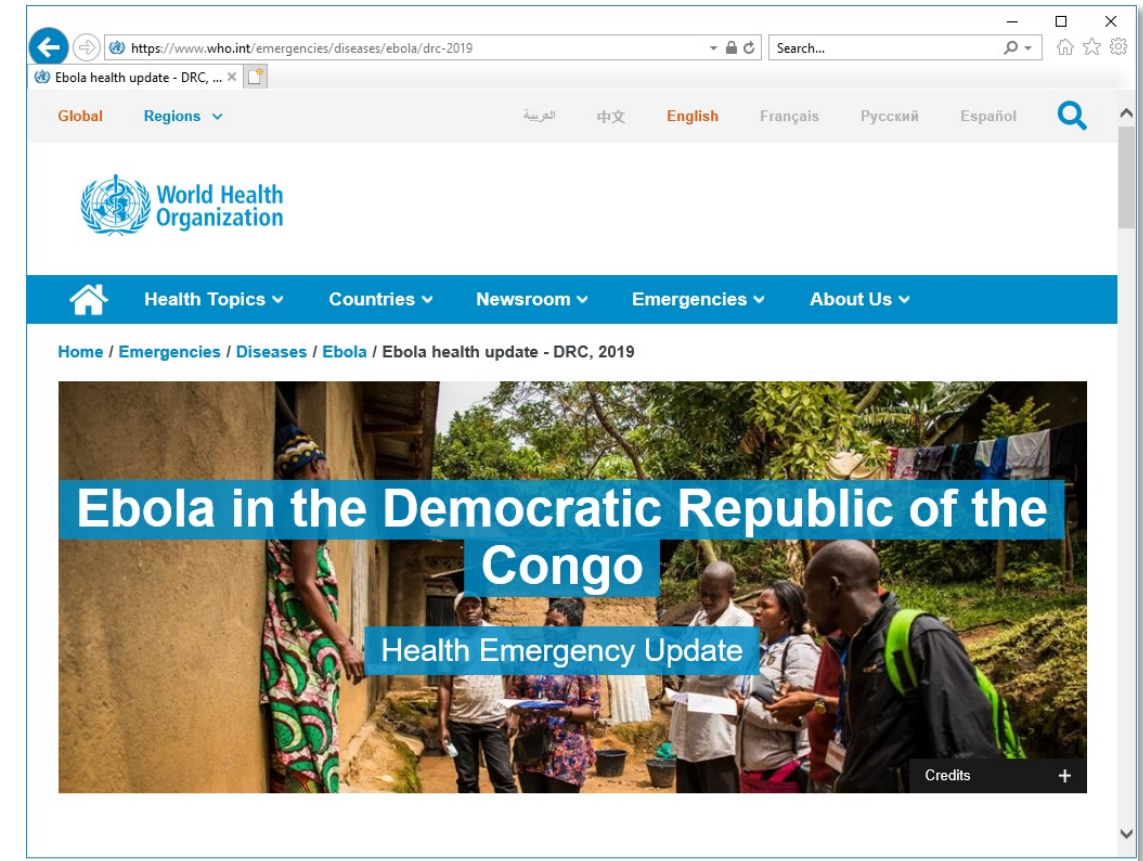 https://www.who.int/emergencies/diseases/ebola/drc-2019
Search...
Ebola health update - DRC, ...
Global Regions العربية 中文 English Français Русский Español
World Health
Organization
Health Topics Countries Newsroom Emergencies About Us
Home / Emergencies / Diseases / Ebola / Ebola health update - DRC, 2019
Ebola in the Democratic Republic of the
Congo
Health Emergency Update
Credits +